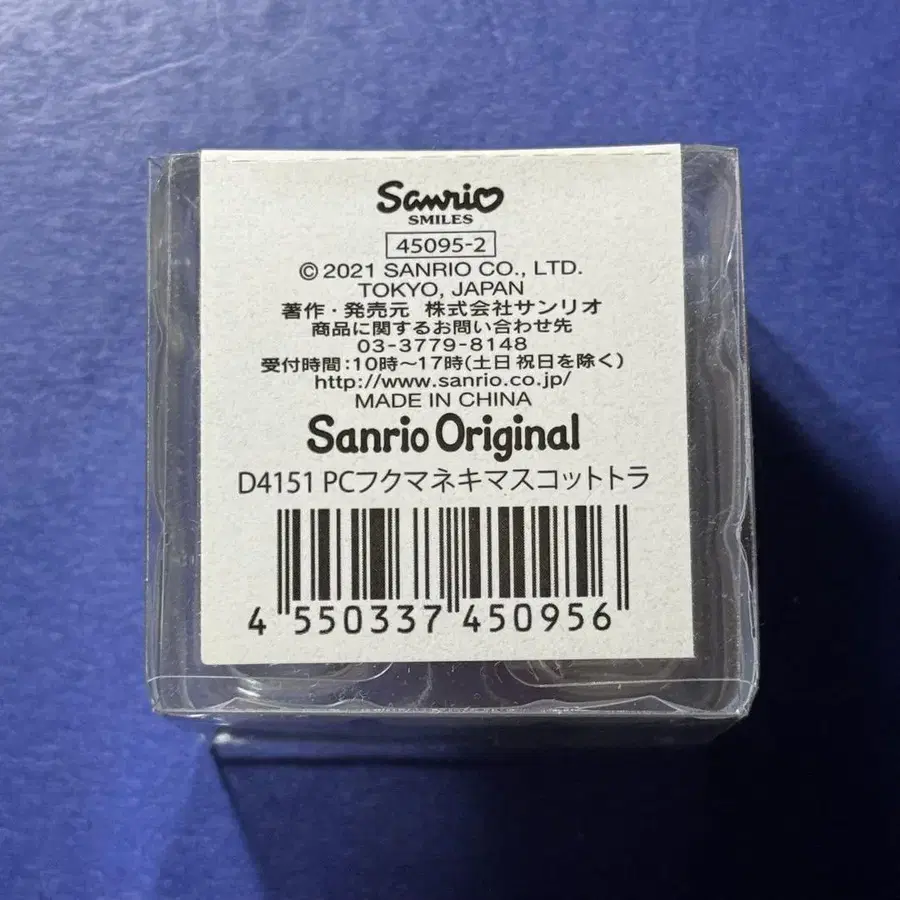 Sanrio
SMILES
45095-2
© 2021 SANRIO CO., LTD.
TOKYO, JAPAN
著作・発売元 株式会社サンリオ
商品に関するお問い合わせ先
03-3779-8148
受付時間：10時～17時(土日祝日を除く)
http://www.sanrio.co.jp/
MADE IN CHINA
Sanrio Original
D4151 PCフクマネキマスコットトラ
4 550337 450956